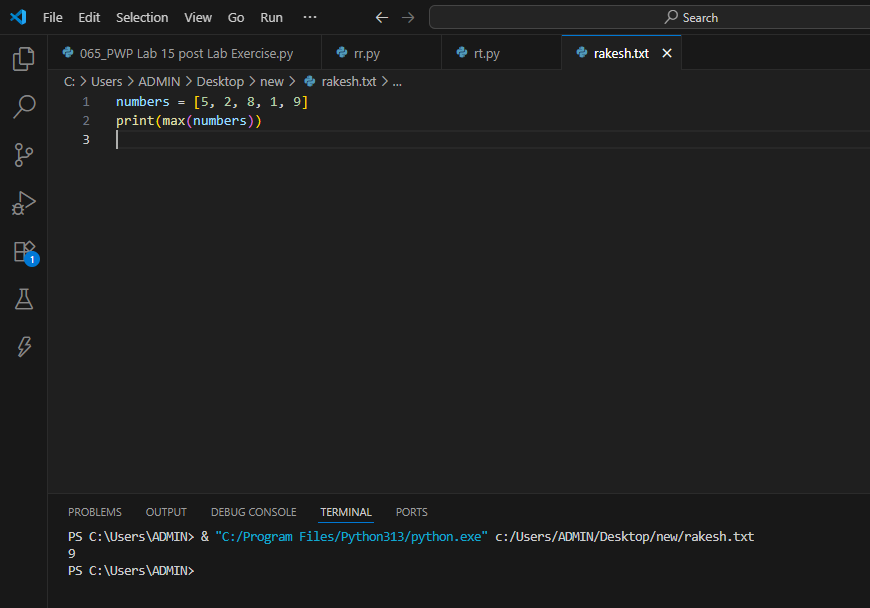 File Edit Selection View Go Run ... Search
065_PWP Lab 15 post Lab Exercise.py rr.py rt.py rakesh.txt
C: > Users > ADMIN > Desktop > new > rakesh.txt > ...
1 numbers = [5, 2, 8, 1, 9]
2 print(max(numbers))
3
1
PROBLEMS OUTPUT DEBUG CONSOLE TERMINAL PORTS
PS C:\Users\ADMIN> & "C:/Program Files/Python313/python.exe" c:/Users/ADMIN/Desktop/new/rakesh.txt
9
PS C:\Users\ADMIN>